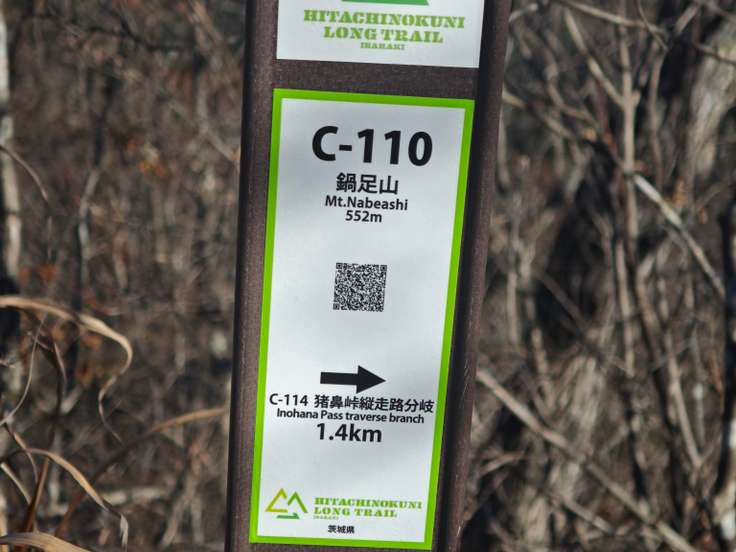 HITACHINOKUNI
LONG TRAIL
IBARAKI
C-110
鍋足山
Mt.Nabeashi
552m
C-114 猪鼻峠縦走路分岐
Inohana Pass traverse branch
1.4km
HITACHINOKUNI
LONG TRAIL
IBARAKI
茨城県